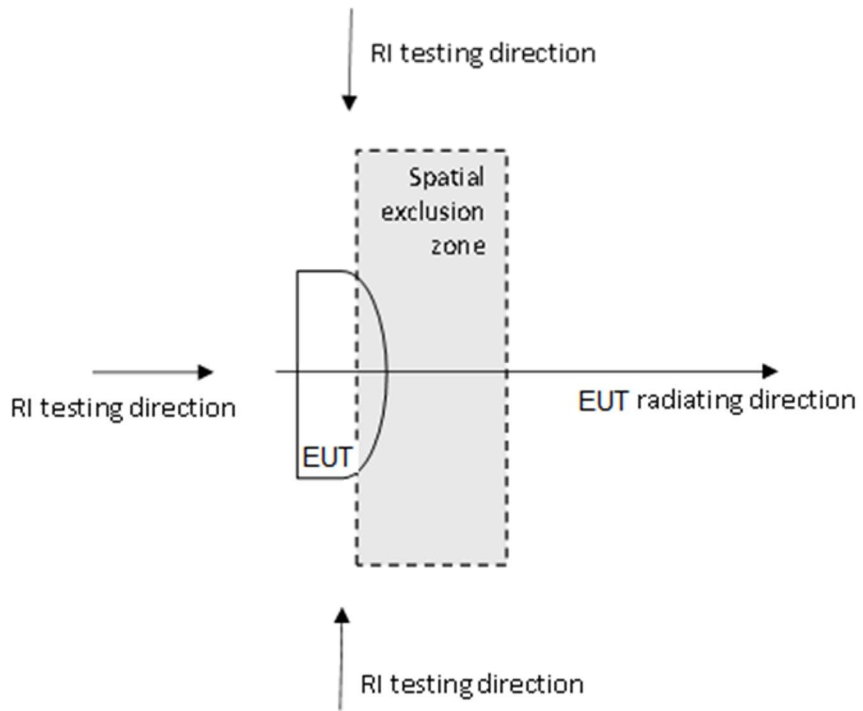 RI testing direction
Spatial
exclusion
zone
RI testing direction
EUT radiating direction
EUT
RI testing direction